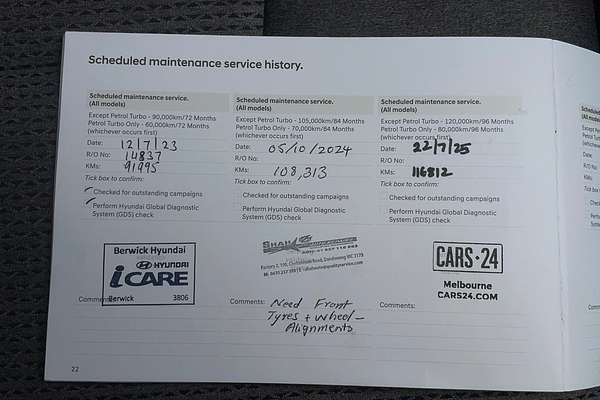 Scheduled maintenance service history.
Scheduled maintenance service.
(All models)
Except Petrol Turbo - 90,000km/72 Months
Petrol Turbo Only - 60,000km/72 Months
(whichever occurs first)
Date: 12/7/23
R/O No: 14837
KMs: 91995
Tick box to confirm:
Checked for outstanding campaigns
Perform Hyundai Global Diagnostic
System (GDS) check
Berwick Hyundai
HYUNDAI
iCARE
Berwick 3806
Comments:
Scheduled maintenance service.
(All models)
Except Petrol Turbo - 105,000km/84 Months
Petrol Turbo Only - 70,000km/84 Months
(whichever occurs first)
Date: 05/10/2024
R/O No:
KMs: 108,313
Tick box to confirm:
Checked for outstanding campaigns
Perform Hyundai Global Diagnostic
System (GDS) check
Comments: Need Front
Tyres + wheel-
Alignments
Scheduled maintenance service.
(All models)
Except Petrol Turbo - 120,000km/96 Months
Petrol Turbo Only - 80,000km/96 Months
(whichever occurs first)
Date: 22/7/25
R/O No:
KMs: 116812
Tick box to confirm:
Checked for outstanding campaigns
Perform Hyundai Global Diagnostic
System (GDS) check
CARS24
Melbourne
CARS24.COM
Comments:
22